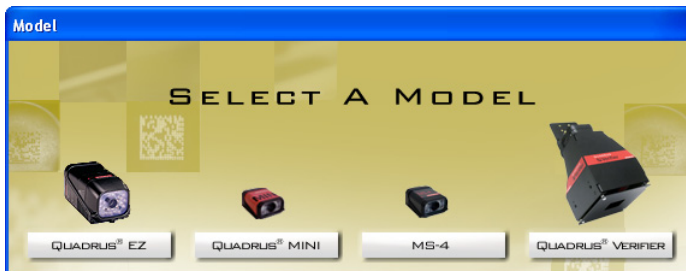 Model
SELECT A MODEL
QUADRUS® EZ
QUADRUS® MINI
MS-4
QUADRUS® VERIFIER